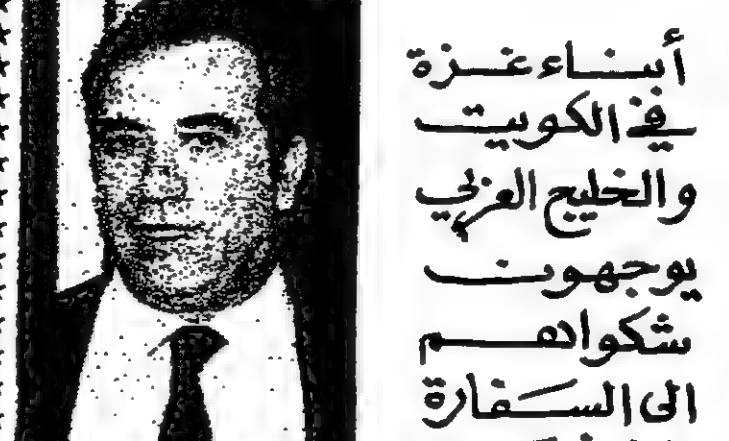 أبناء غزة
في الكويت
والخليج العربي
يوجهون
شكواهم
الى السفارة